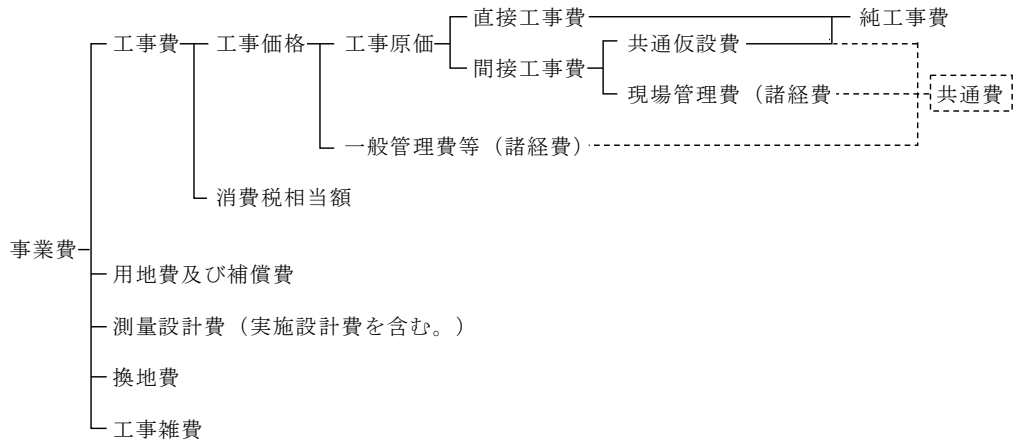 直接工事費 純工事費
工事費 工事価格 工事原価 共通仮設費
間接工事費
現場管理費（諸経費 共通費
一般管理費等（諸経費）
消費税相当額
事業費
用地費及び補償費
測量設計費（実施設計費を含む。）
換地費
工事雑費